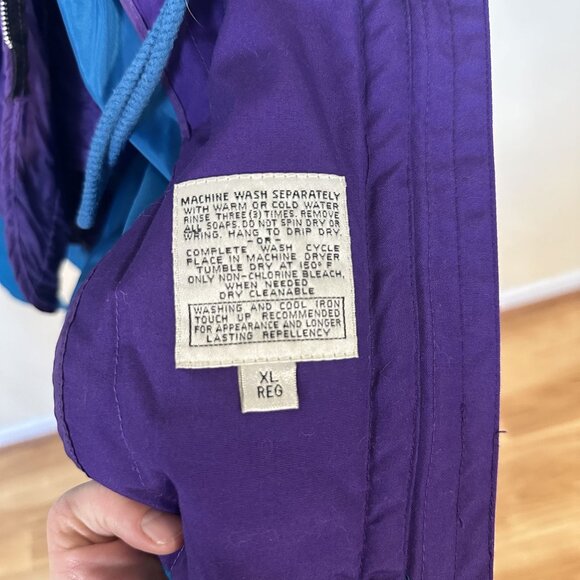 MACHINE WASH SEPARATELY
WITH WARM OR COLD WATER
RINSE THREE (3) TIMES. REMOVE
ALL SOAPS. DO NOT SPIN DRY OR
WRING. HANG TO DRIP DRY.
-OR-
COMPLETE WASH CYCLE
PLACE IN MACHINE DRYER
TUMBLE DRY AT 150° F
ONLY NON-CHLORINE BLEACH,
WHEN NEEDED
DRY CLEANABLE
WASHING AND COOL IRON
TOUCH UP RECOMMENDED
FOR APPEARANCE AND LONGER
LASTING REPELLENCY
XL
REG